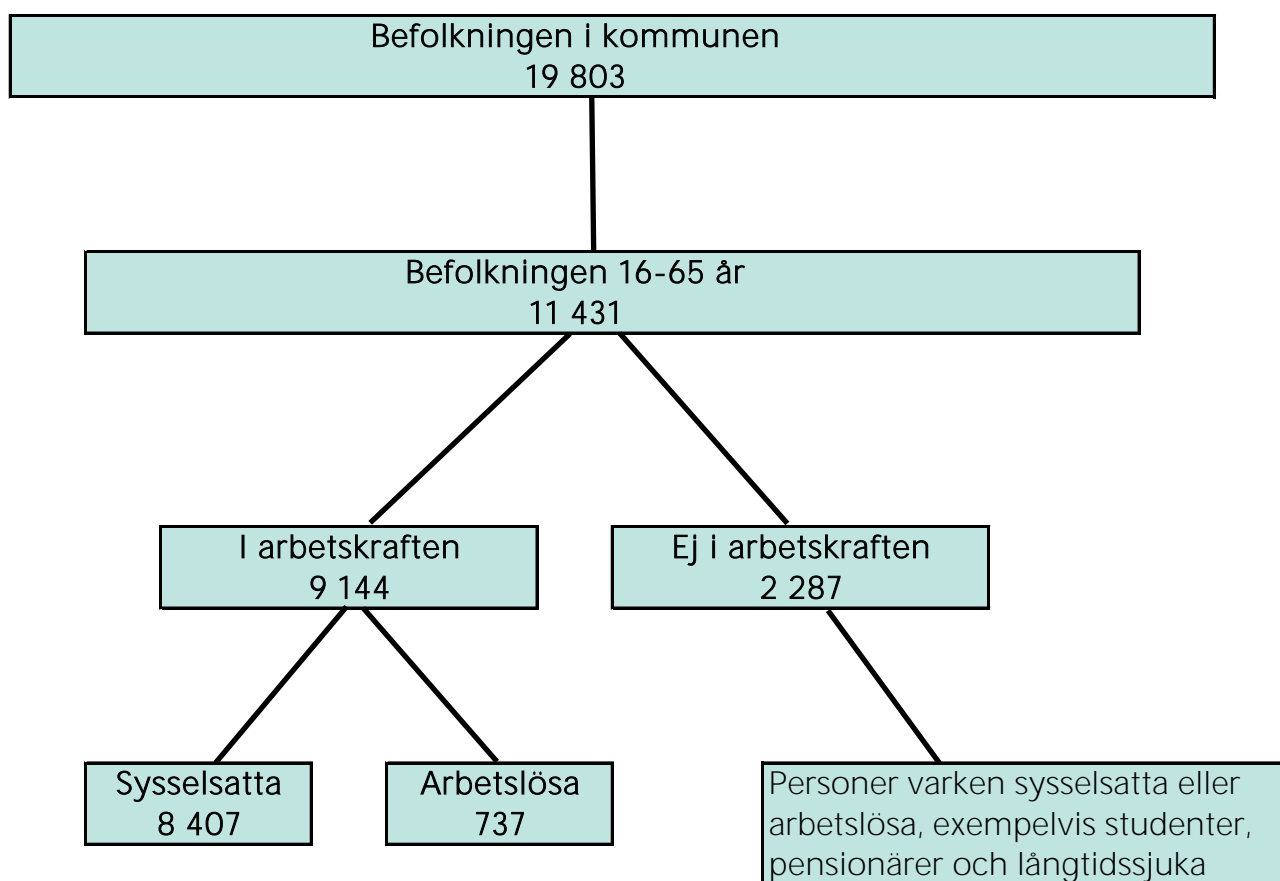 Befolkningen i kommunen
19 803
Befolkningen 16-65 år
11 431
I arbetskraften
9 144
Ej i arbetskraften
2 287
Sysselsatta
8 407
Arbetslösa
737
Personer varken sysselsatta eller
arbetslösa, exempelvis studenter,
pensionärer och långtidssjuka